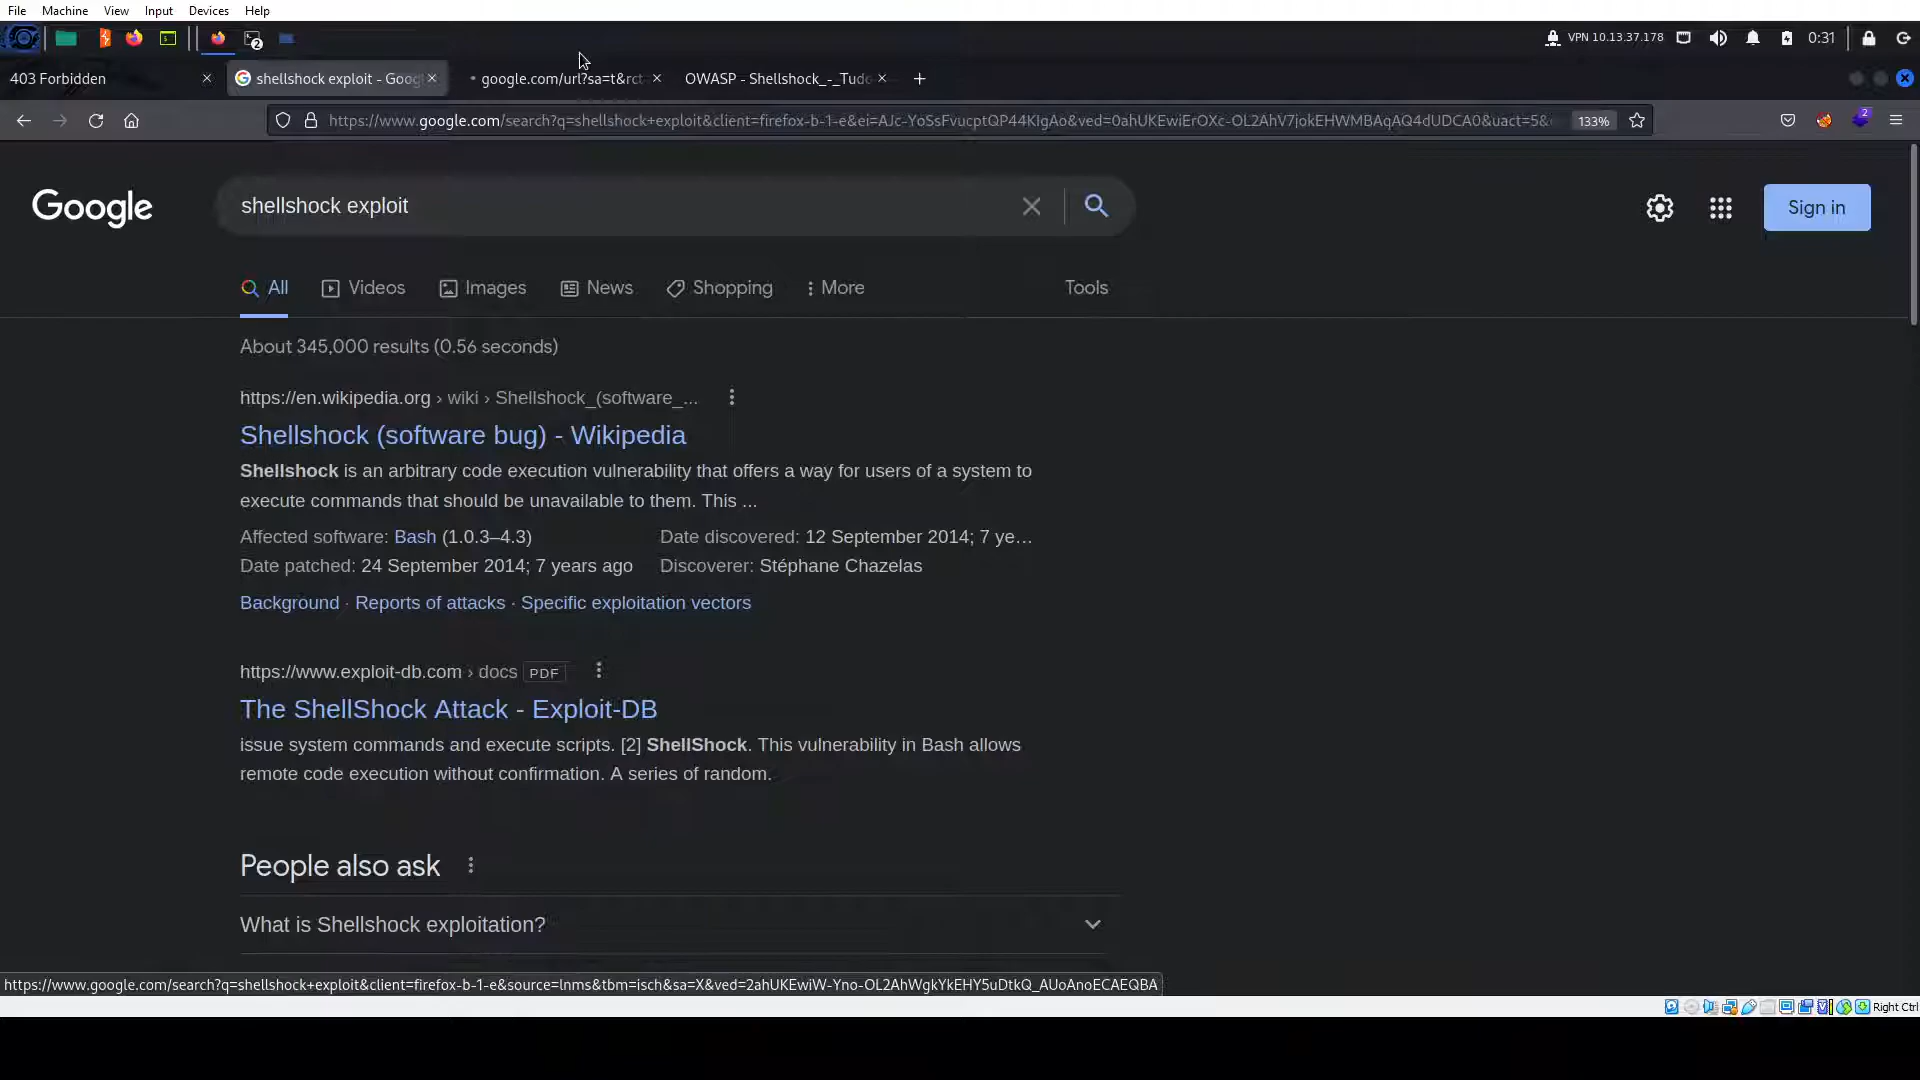 File Machine View Input Devices Help
2 VPN 10.13.37.178 0:31
403 Forbidden shellshock exploit - Goog google.com/url?sa=t&rct OWASP - Shellshock_-_Tudo
https://www.google.com/search?q=shellshock+exploit&client=firefox-b-1-e&ei=AJc-YoSsFvucptQP44KIgAo&ved=0ahUKEwiErOXc-OL2AhV7jokEHWMBAqAQ4dUDCA0&uact=5& 133% 2
Google shellshock exploit Sign in
All Videos Images News Shopping More Tools
About 345,000 results (0.56 seconds)
https://en.wikipedia.org › wiki › Shellshock_(software_...
Shellshock (software bug) - Wikipedia
Shellshock is an arbitrary code execution vulnerability that offers a way for users of a system to
execute commands that should be unavailable to them. This ...
Affected software: Bash (1.0.3–4.3) Date discovered: 12 September 2014; 7 ye...
Date patched: 24 September 2014; 7 years ago Discoverer: Stéphane Chazelas
Background · Reports of attacks · Specific exploitation vectors
https://www.exploit-db.com › docs PDF
The ShellShock Attack - Exploit-DB
issue system commands and execute scripts. [2] ShellShock. This vulnerability in Bash allows
remote code execution without confirmation. A series of random.
People also ask
What is Shellshock exploitation?
https://www.google.com/search?q=shellshock+exploit&client=firefox-b-1-e&source=lnms&tbm=isch&sa=X&ved=2ahUKEwiW-Yno-OL2AhWgkYkEHY5uDtkQ_AUoAnoECAEQBA
Right Ctrl